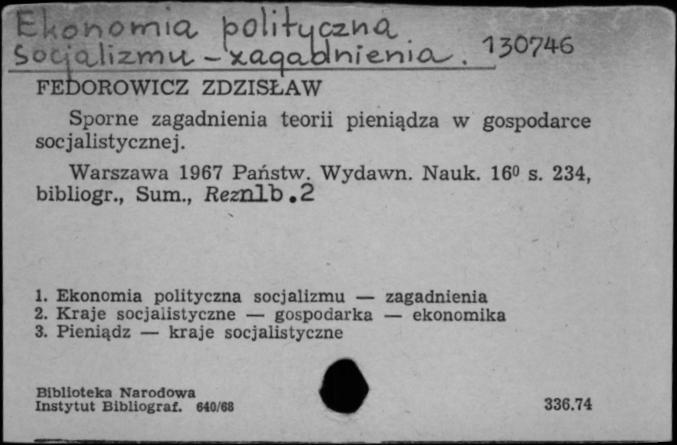 Ekonomia polityczna
socjalizmu - zagadnienia. 130746
FEDOROWICZ ZDZISŁAW
Sporne zagadnienia teorii pieniądza w gospodarce
socjalistycznej.
Warszawa 1967 Państw. Wydawn. Nauk. 16⁰ s. 234,
bibliogr., Sum., Reznlb.2
1. Ekonomia polityczna socjalizmu — zagadnienia
2. Kraje socjalistyczne — gospodarka — ekonomika
3. Pieniądz — kraje socjalistyczne
Biblioteka Narodowa
Instytut Bibliograf. 640/68 336.74